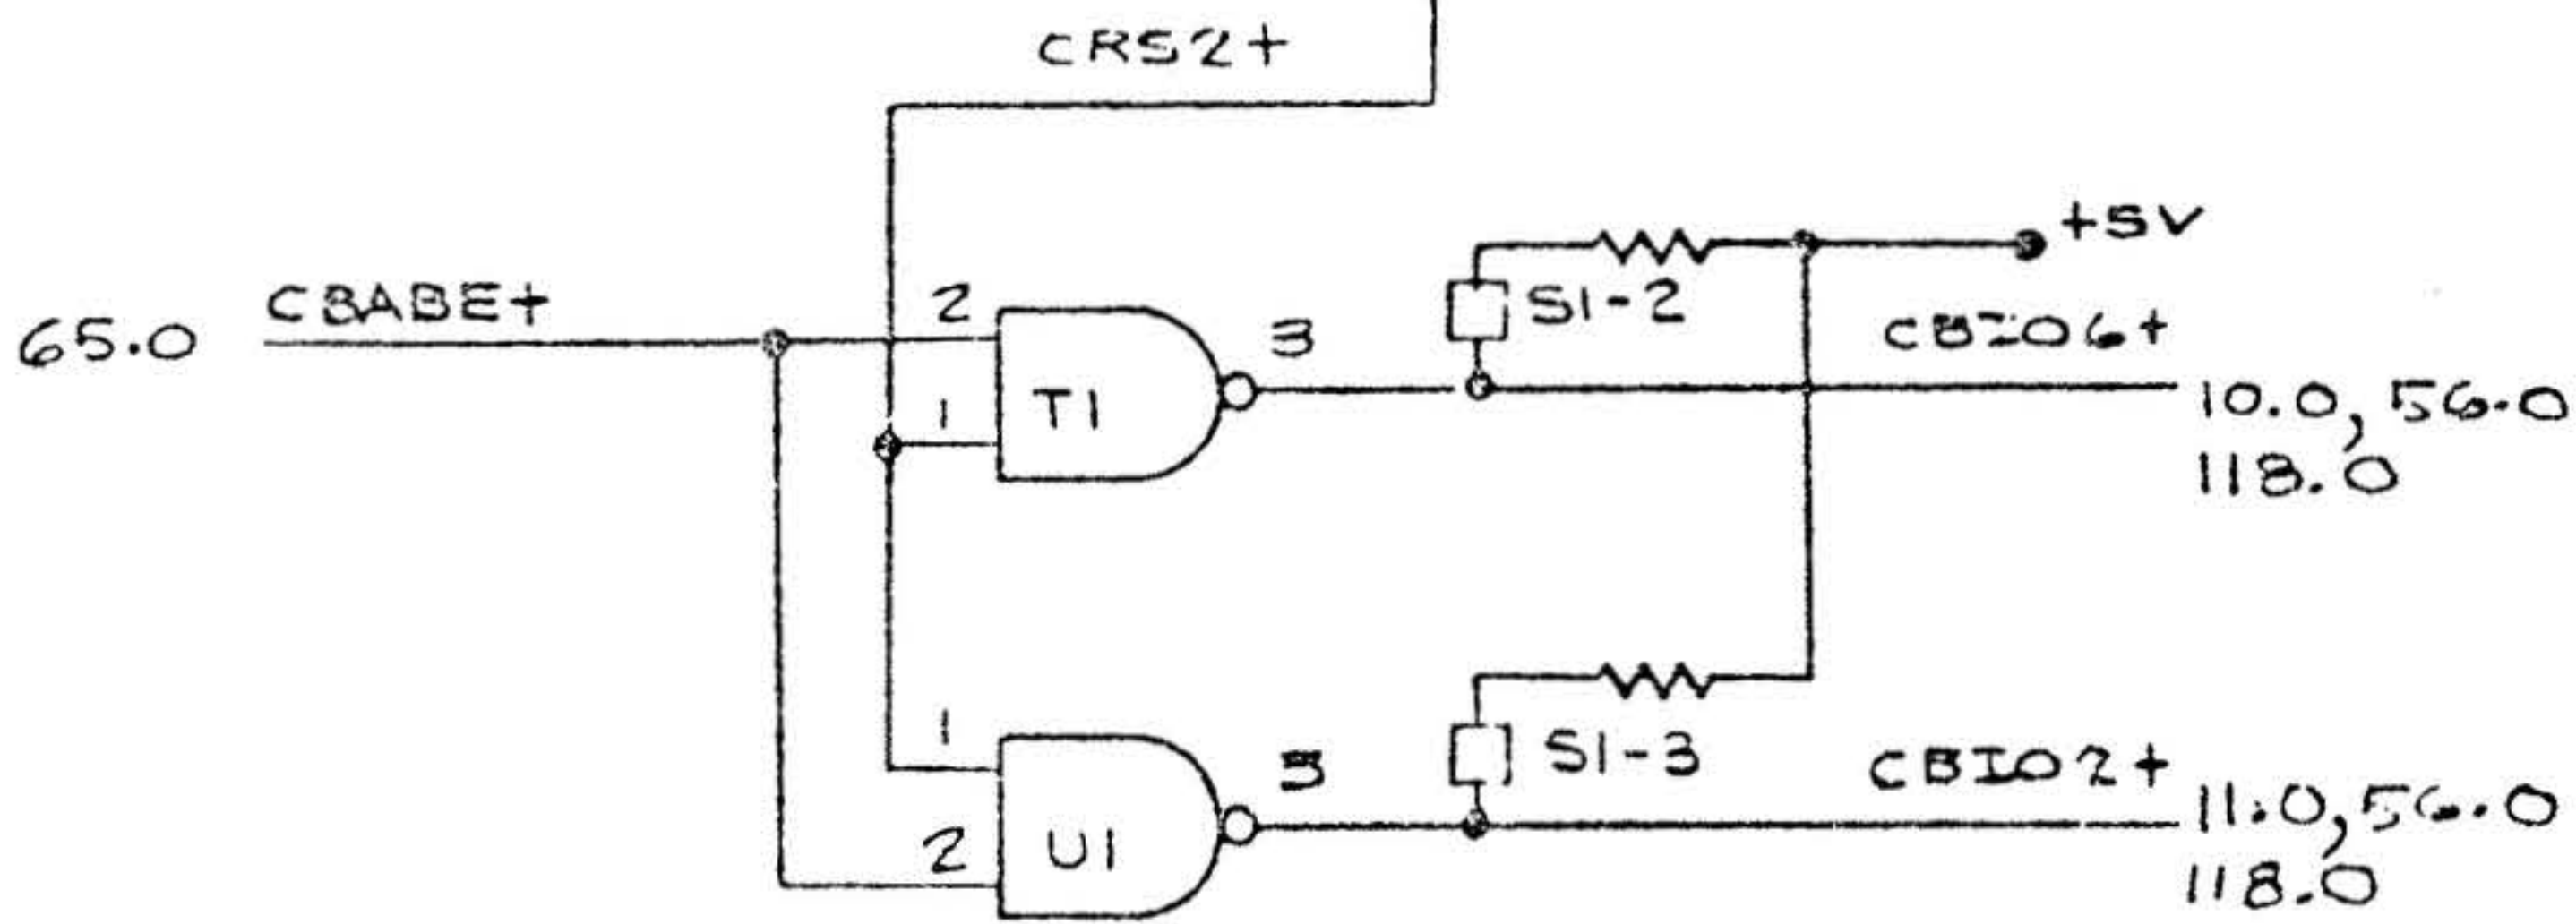 CRS2+
+5V
CBABE+
2
S1-2
65.0
3
CBIO6+
1
T1
10.0, 56.0
118.0
1
S1-3
3
CBIO2+
11.0, 56.0
2
U1
118.0